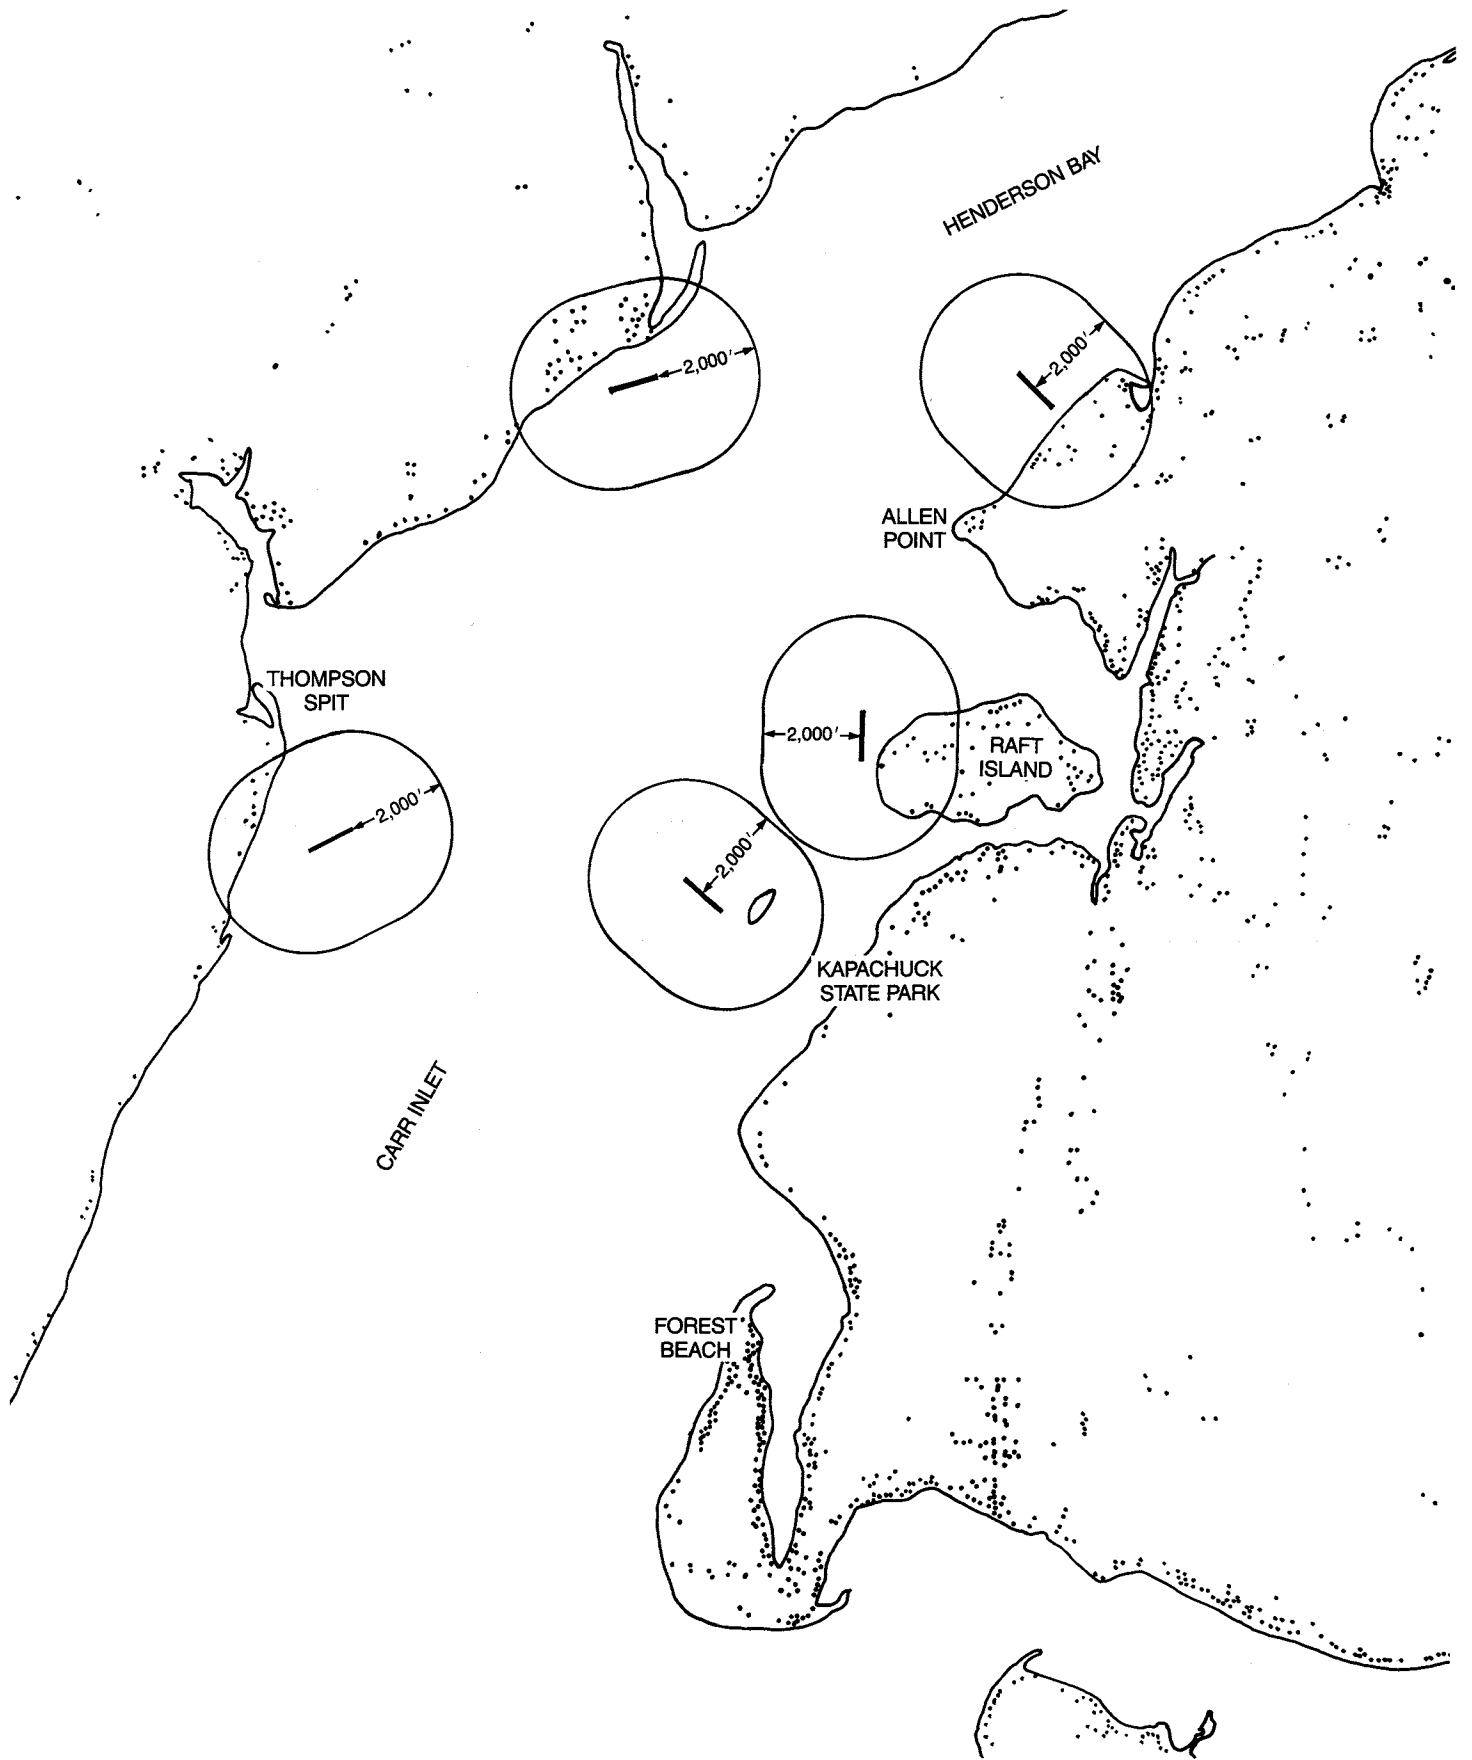 HENDERSON BAY
2,000'
2,000'
ALLEN
POINT
THOMPSON
SPIT
2,000'
RAFT
ISLAND
2,000'
2,000'
KAPACHUCK
STATE PARK
CARR INLET
FOREST
BEACH